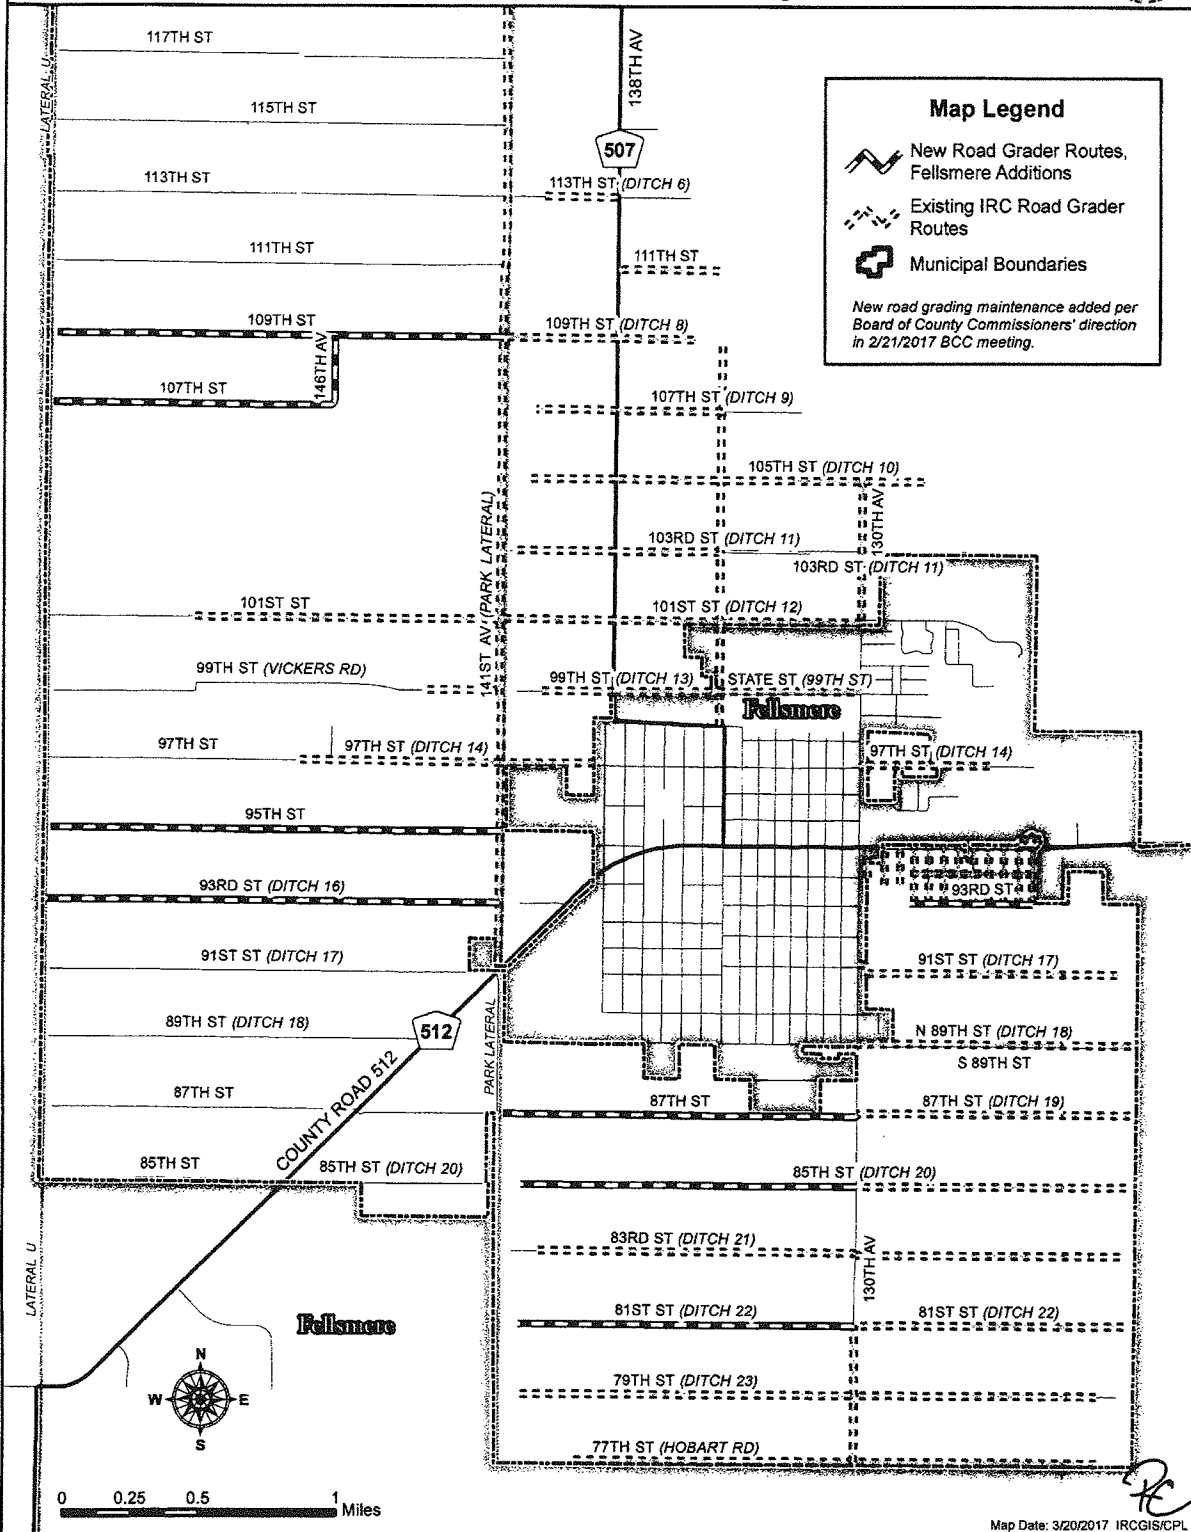 117TH ST
138TH AV
LATERAL U
115TH ST
507
113TH ST
113TH ST (DITCH 6)
111TH ST
111TH ST
Map Legend
New Road Grader Routes,
Fellsmere Additions
Existing IRC Road Grader
Routes
Municipal Boundaries
New road grading maintenance added per
Board of County Commissioners' direction
in 2/21/2017 BCC meeting.
109TH ST
109TH ST (DITCH 8)
146TH AV
107TH ST
107TH ST (DITCH 9)
105TH ST (DITCH 10)
130TH AV
141ST AV (PARK LATERAL)
103RD ST (DITCH 11)
103RD ST (DITCH 11)
101ST ST
101ST ST (DITCH 12)
99TH ST (VICKERS RD)
99TH ST (DITCH 13)
STATE ST (99TH ST)
Fellsmere
97TH ST
97TH ST (DITCH 14)
97TH ST (DITCH 14)
95TH ST
93RD ST (DITCH 16)
93RD ST
91ST ST (DITCH 17)
91ST ST (DITCH 17)
89TH ST (DITCH 18)
512
N 89TH ST (DITCH 18)
S 89TH ST
PARK LATERAL
COUNTY ROAD 512
87TH ST
87TH ST
87TH ST (DITCH 19)
85TH ST
85TH ST (DITCH 20)
85TH ST (DITCH 20)
83RD ST (DITCH 21)
130TH AV
LATERAL U
81ST ST (DITCH 22)
81ST ST (DITCH 22)
Fellsmere
79TH ST (DITCH 23)
N
W E
S
77TH ST (HOBART RD)
0 0.25 0.5 1 Miles
Map Date: 3/20/2017 IRCGIS/CPL